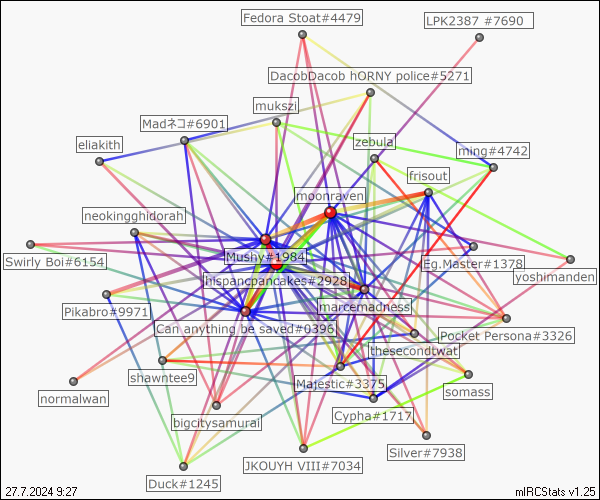 Fedora Stoat#4479
LPK2387 #7690
DacobDacob hORNY police#5271
mukszi
Madネコ#6901
zebula
eliakith
ming#4742
frisout
moonraven
neokingghidorah
Mushy#1984
Swirly Boi#6154
Eg.Master#1378
yoshimanden
hispancpancakes#2928
marcemadness
Pikabro#9971
Can anything be saved#0396
Pocket Persona#3326
thesecondtwat
shawntee9
Majestic#3375
somass
normalwan
bigcitysamurai
Cypha#1717
Silver#7938
JKOUYH VIII#7034
Duck#1245
27.7.2024 9:27
mIRCStats v1.25